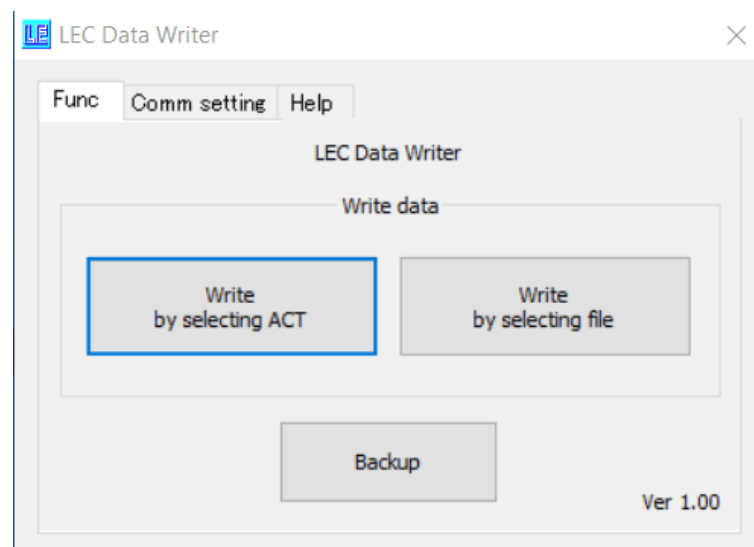 LE LEC Data Writer
Func Comm setting Help
LEC Data Writer
Write data
Write
by selecting ACT
Write
by selecting file
Backup
Ver 1.00